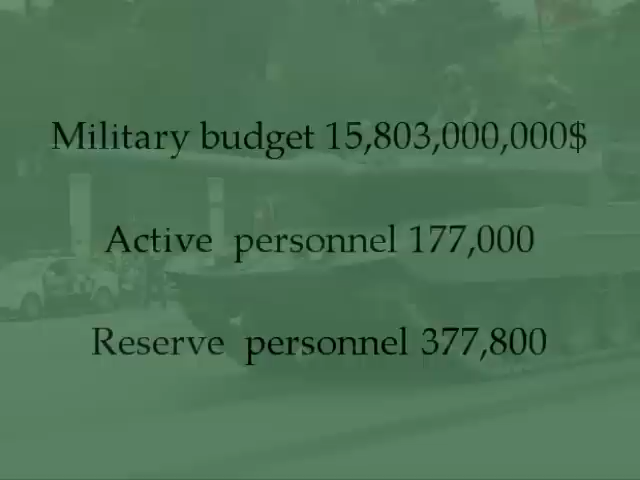 Military budget 15,803,000,000$
Active personnel 177,000
Reserve personnel 377,800